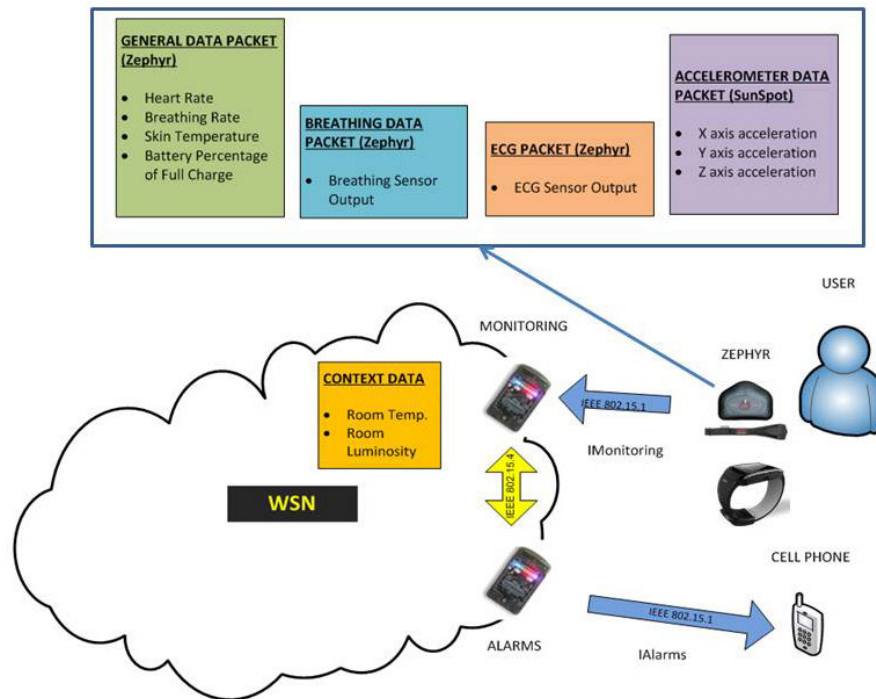 GENERAL DATA PACKET
(Zephyr)
• Heart Rate
• Breathing Rate
• Skin Temperature
• Battery Percentage
of Full Charge
BREATHING DATA
PACKET (Zephyr)
• Breathing Sensor
Output
ECG PACKET (Zephyr)
• ECG Sensor Output
ACCELEROMETER DATA
PACKET (SunSpot)
• X axis acceleration
• Y axis acceleration
• Z axis acceleration
USER
MONITORING
ZEPHYR
CONTEXT DATA
• Room Temp.
• Room
Luminosity
IEEE 802.15.1
IMonitoring
IEEE 802.15.4
WSN
CELL PHONE
IEEE 802.15.1
ALARMS
IAlarms